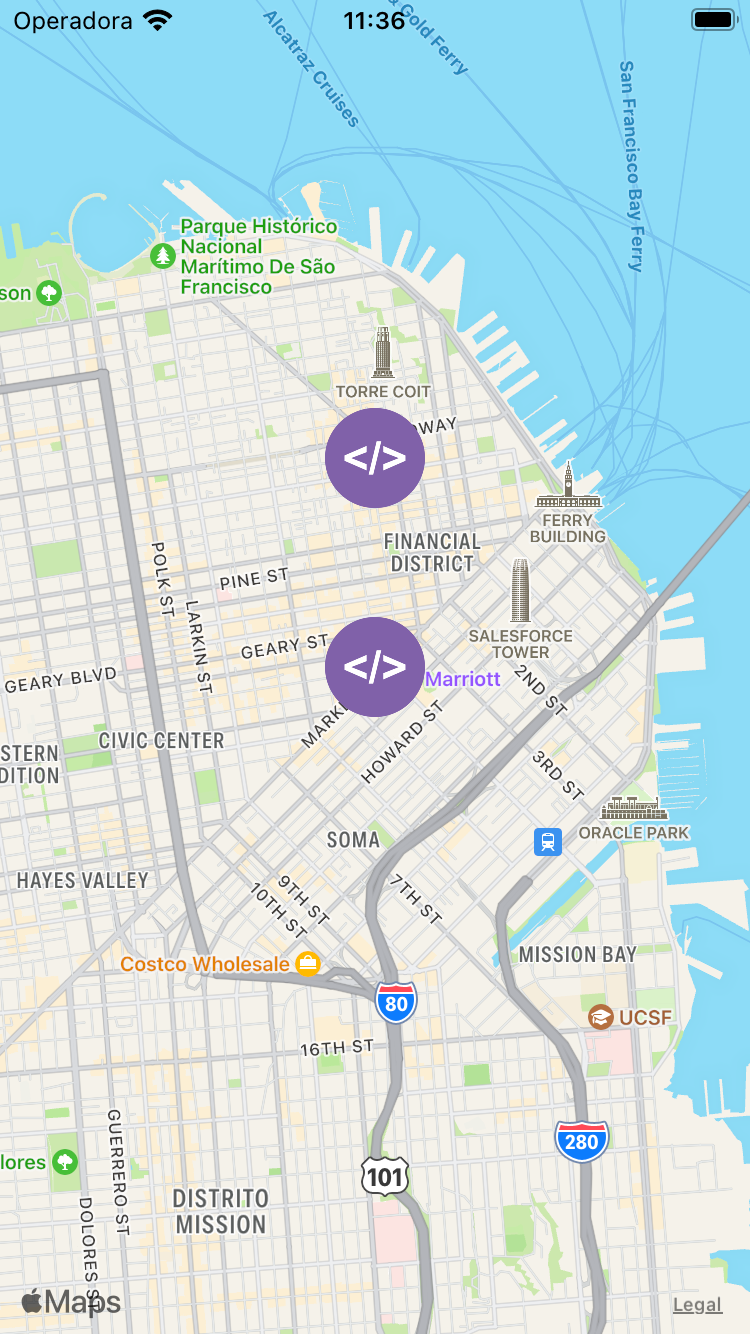 Operadora
11:36
Alcatraz Cruises
& Gold Ferry
San Francisco Bay Ferry
Parque Histórico
Nacional
Marítimo De São
Francisco
son
TORRE COIT
</>
FERRY
BUILDING
FINANCIAL
DISTRICT
PINE ST
POLK ST
LARKIN ST
GEARY ST
SALESFORCE
TOWER
</>
Marriott
GEARY BLVD
2ND ST
HOWARD ST
CIVIC CENTER
3RD ST
ORACLE PARK
SOMA
HAYES VALLEY
9TH ST
10TH ST
7TH ST
MISSION BAY
Costco Wholesale
80
UCSF
16TH ST
280
GUERRERO ST
lores
101
DISTRITO
MISSION
DOLORES ST
Maps
Legal